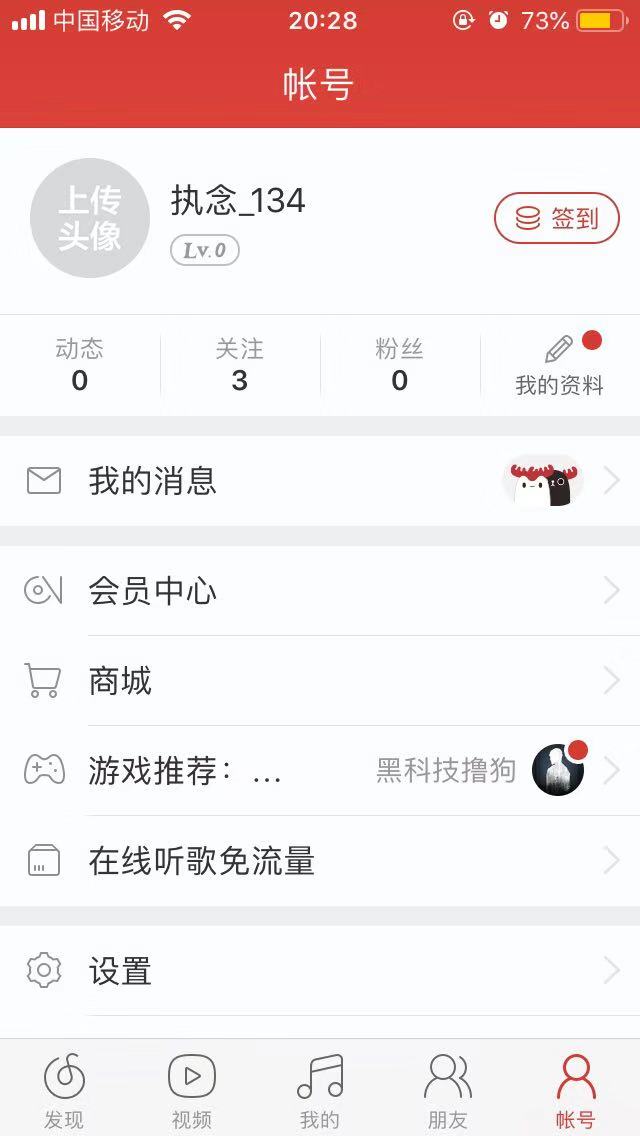 中国移动
20:28
73%
帐号
上传
头像
执念_134
签到
Lv.0
动态
关注
粉丝
0
3
0
我的资料
我的消息
会员中心
商城
游戏推荐：...
黑科技撸狗
在线听歌免流量
设置
发现
视频
我的
朋友
帐号